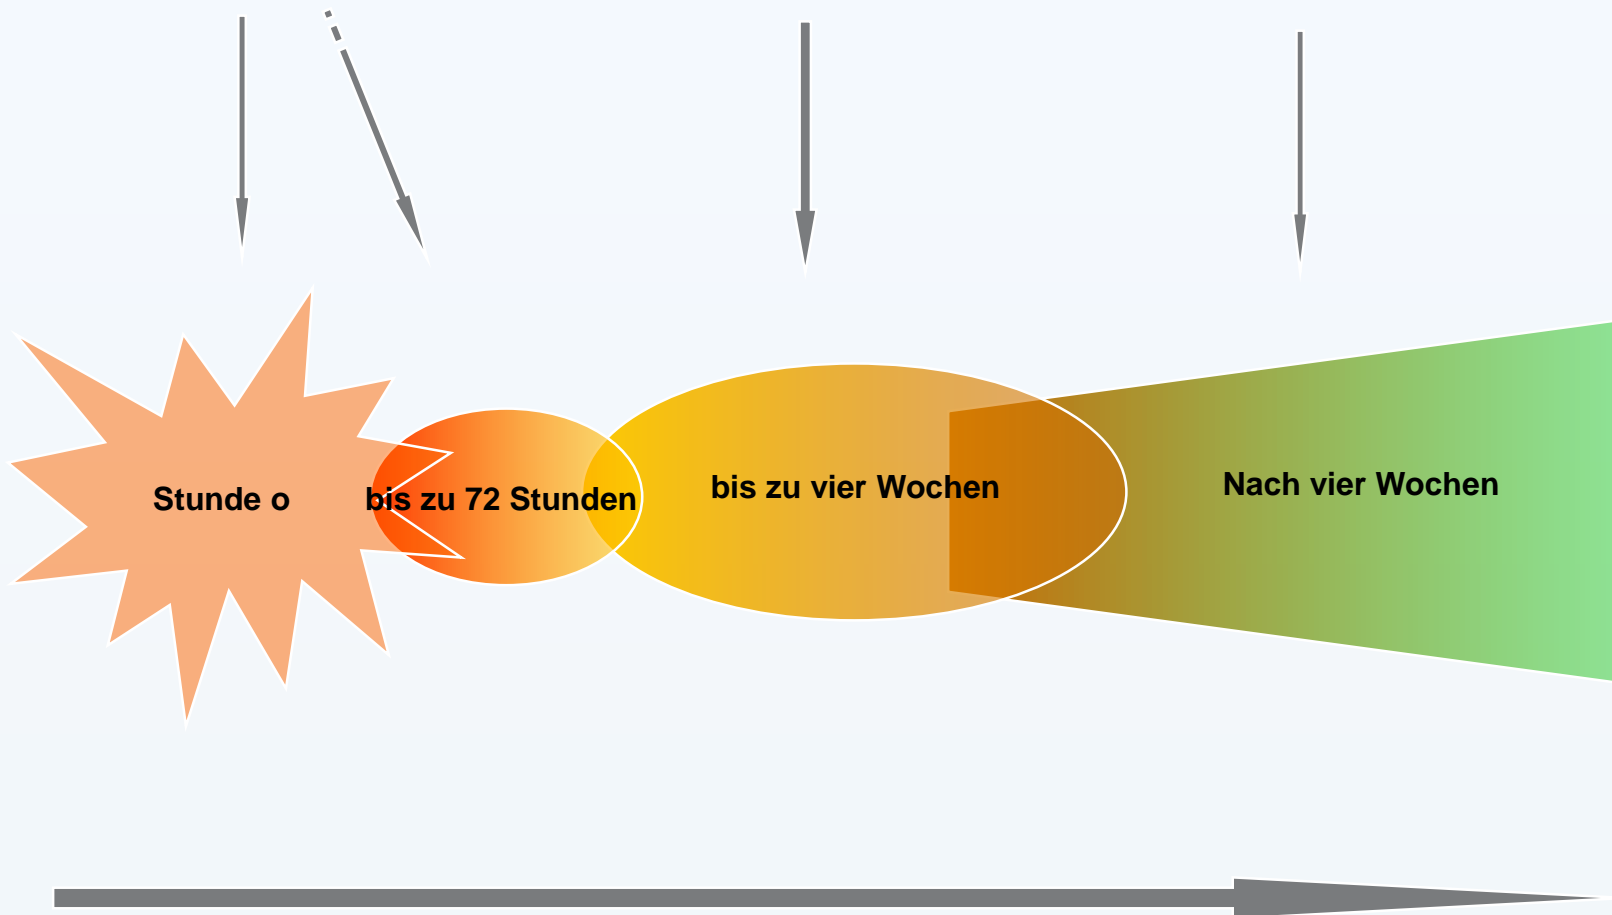 Stunde o
bis zu 72 Stunden
bis zu vier Wochen
Nach vier Wochen